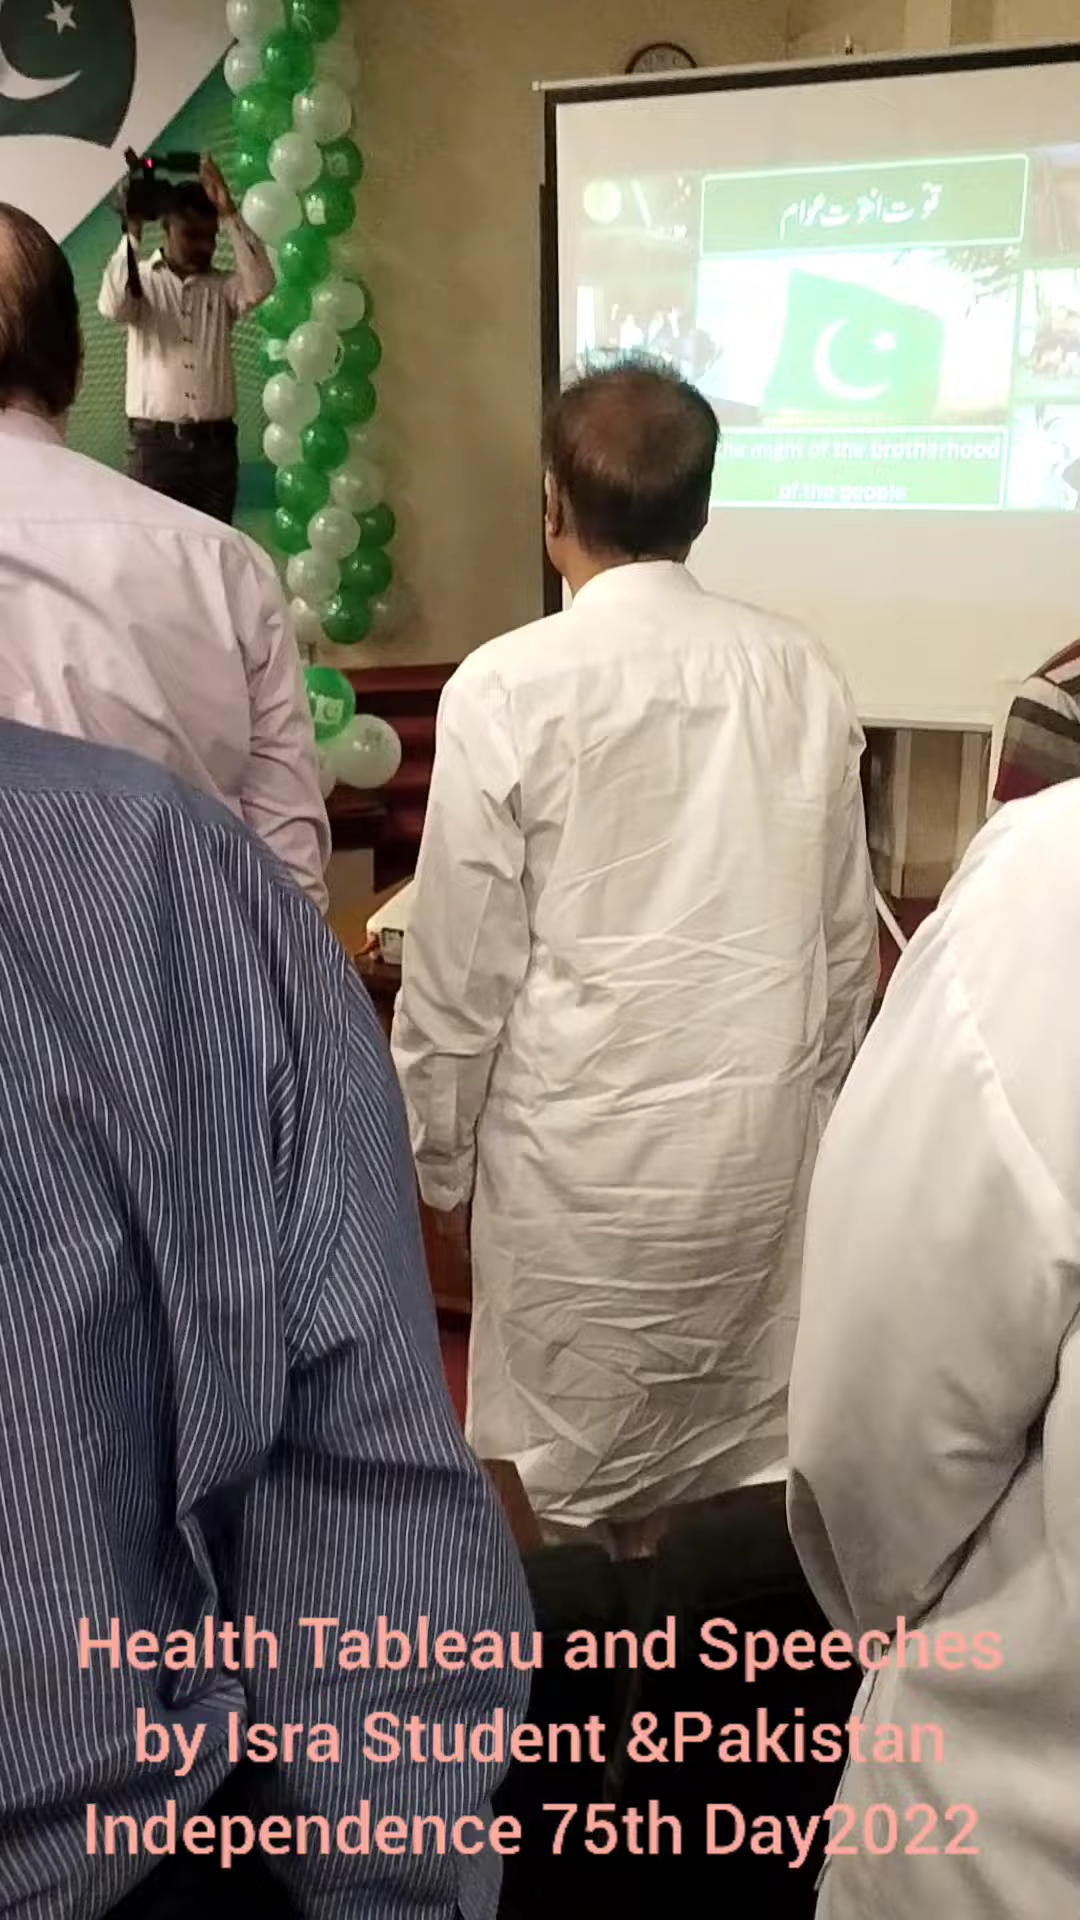 قوتِ اخوتِ عوام
the might of the brotherhood
of the people
Health Tableau and Speeches
by Isra Student &Pakistan
Independence 75th Day2022